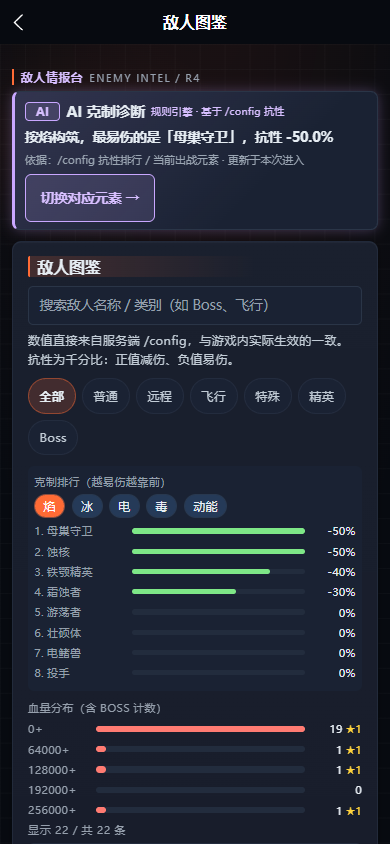 敌人图鉴
敌人情报台 ENEMY INTEL / R4
AI AI 克制诊断 规则引擎 · 基于 /config 抗性
按焰构筑，最易伤的是「母巢守卫」，抗性 -50.0%
依据：/config 抗性排行 / 当前出战元素 · 更新于本次进入
切换对应元素 →
敌人图鉴
搜索敌人名称 / 类别（如 Boss、飞行）
数值直接来自服务端 /config，与游戏内实际生效的一致。
抗性为千分比：正值减伤、负值易伤。
全部 普通 远程 飞行 特殊 精英
Boss
克制排行（越易伤越靠前）
焰 冰 电 毒 动能
1. 母巢守卫 -50%
2. 蚀核 -50%
3. 铁颚精英 -40%
4. 霜蚀者 -30%
5. 游荡者 0%
6. 壮硕体 0%
7. 电鳍兽 0%
8. 投手 0%
血量分布（含 BOSS 计数）
0+ 19 ★1
64000+ 1 ★1
128000+ 1 ★1
192000+ 0
256000+ 1 ★1
显示 22 / 共 22 条